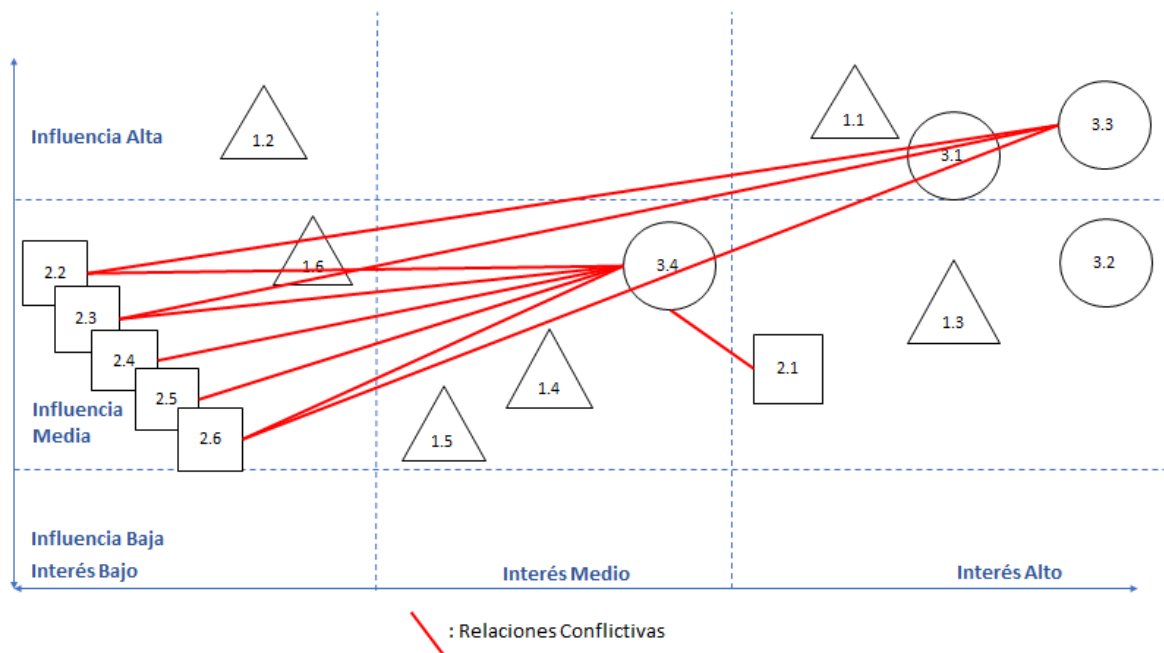 1.1
3.3
Influencia Alta
1.2
3.1
2.2
1.6
3.4
3.2
2.3
1.3
2.4
2.1
1.4
2.5
Influencia
Media
2.6
1.5
Influencia Baja
Interés Bajo
Interés Medio
Interés Alto
: Relaciones Conflictivas